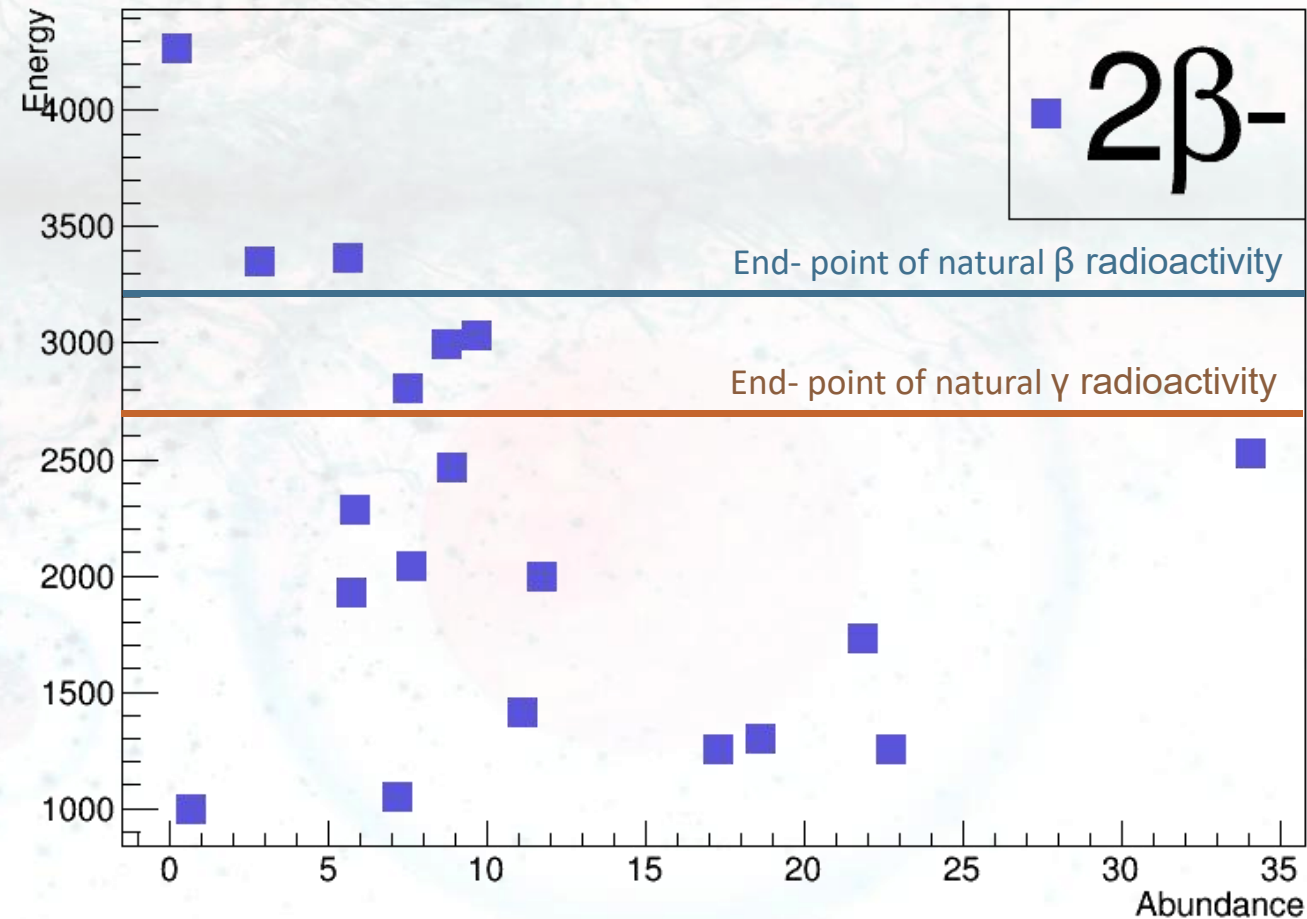 Energy
2β-
4000
3500
End- point of natural β radioactivity
3000
End- point of natural γ radioactivity
2500
2000
1500
1000
0 5 10 15 20 25 30 35
Abundance